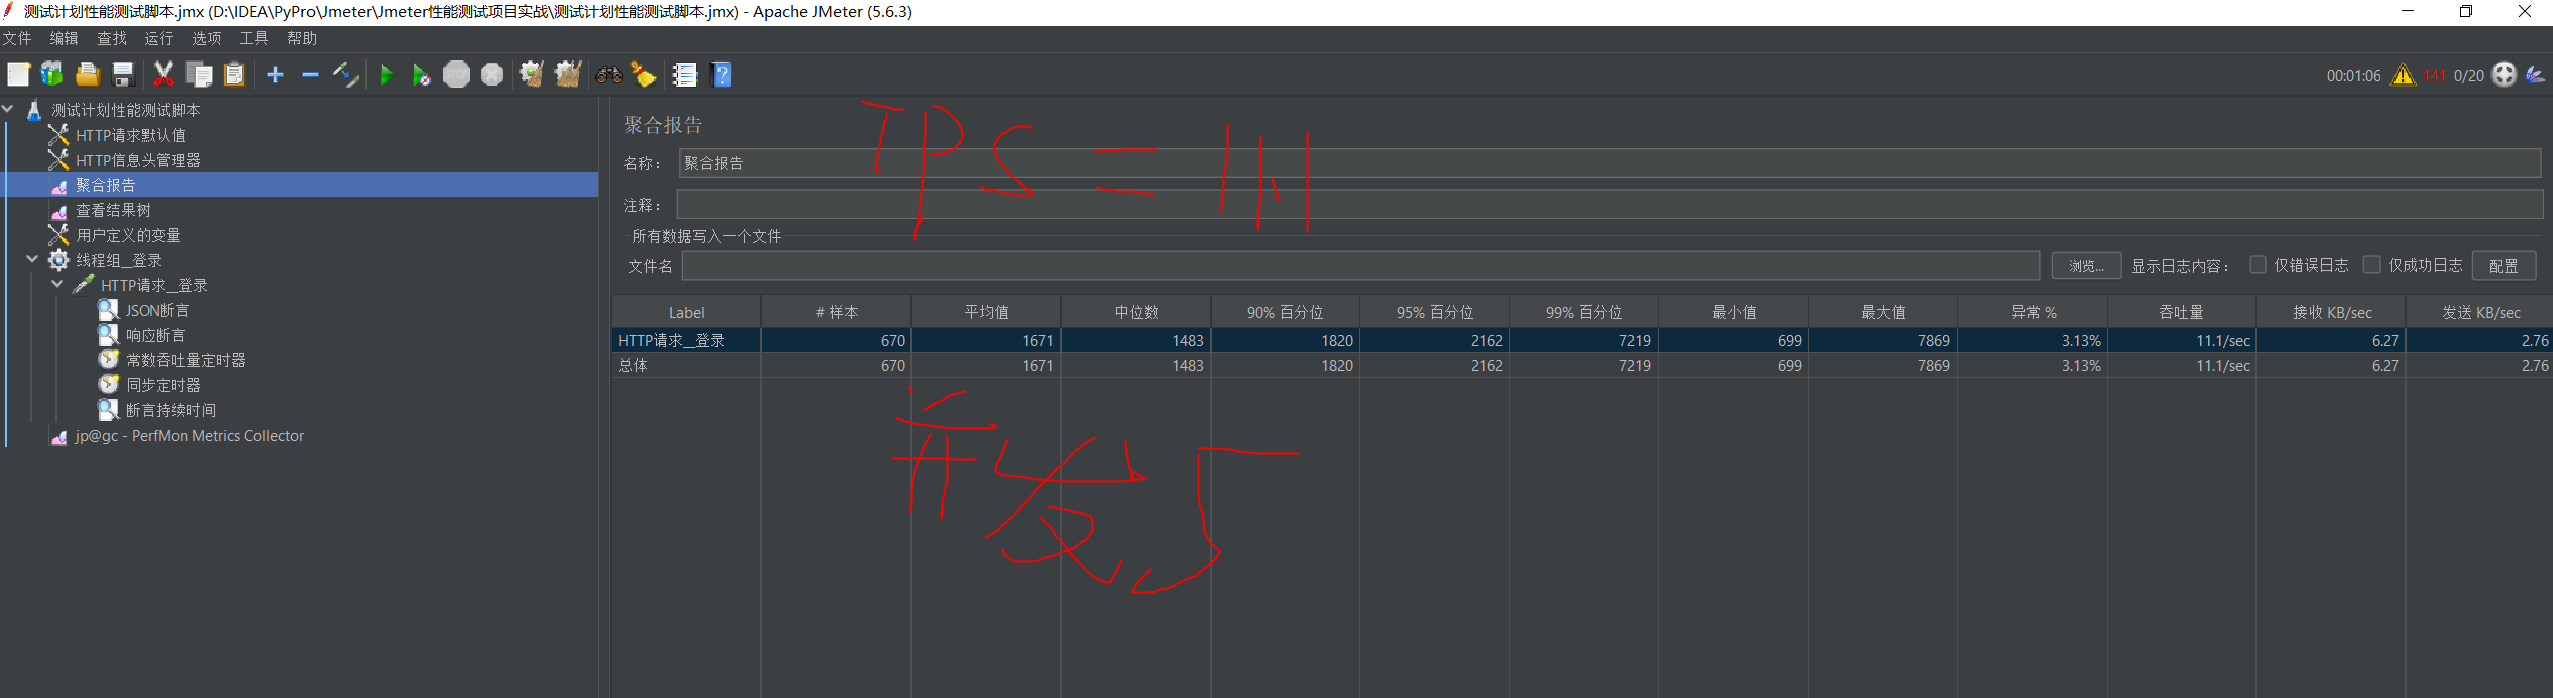 测试计划性能测试脚本.jmx (D:\IDEA\PyPro\Jmeter\Jmeter性能测试项目实战\测试计划性能测试脚本.jmx) - Apache JMeter (5.6.3)
文件 编辑 查找 运行 选项 工具 帮助
STOP
00:01:06 141 0/20
测试计划性能测试脚本
HTTP请求默认值
HTTP信息头管理器
聚合报告
查看结果树
用户定义的变量
线程组__登录
HTTP请求__登录
JSON断言
响应断言
常数吞吐量定时器
同步定时器
断言持续时间
jp@gc - PerfMon Metrics Collector
聚合报告
名称： 聚合报告
注释：
所有数据写入一个文件
文件名 浏览... 显示日志内容： 仅错误日志 仅成功日志 配置
Label # 样本 平均值 中位数 90% 百分位 95% 百分位 99% 百分位 最小值 最大值 异常 % 吞吐量 接收 KB/sec 发送 KB/sec
HTTP请求__登录 670 1671 1483 1820 2162 7219 699 7869 3.13% 11.1/sec 6.27 2.76
总体 670 1671 1483 1820 2162 7219 699 7869 3.13% 11.1/sec 6.27 2.76
TPS=11.1
并发5